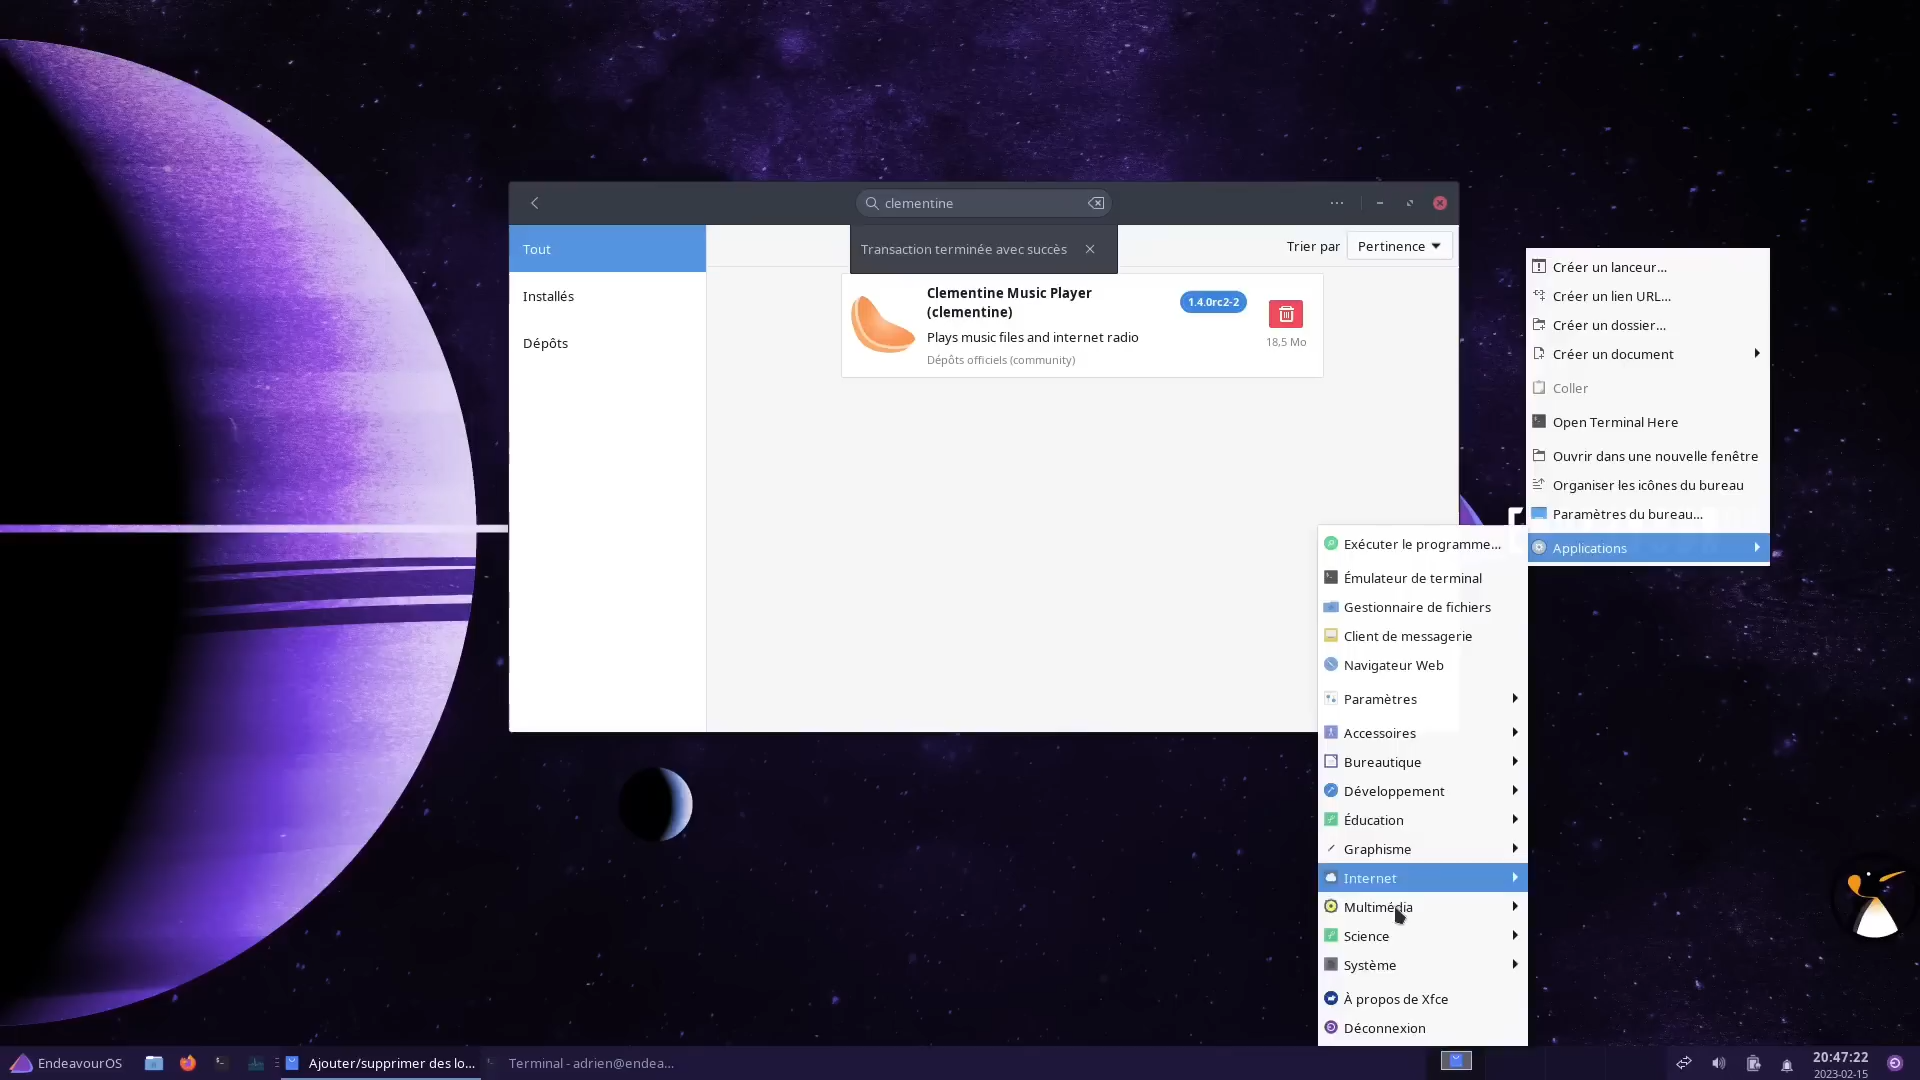 clementine
Tout
Transaction terminée avec succès
Trier par
Pertinence
Installés
Dépôts
Clementine Music Player
(clementine)
1.4.0rc2-2
Plays music files and internet radio
18,5 Mo
Dépôts officiels (community)
Créer un lanceur...
Créer un lien URL...
Créer un dossier...
Créer un document
Coller
Open Terminal Here
Ouvrir dans une nouvelle fenêtre
Organiser les icônes du bureau
Paramètres du bureau...
Applications
Exécuter le programme...
Émulateur de terminal
Gestionnaire de fichiers
Client de messagerie
Navigateur Web
Paramètres
Accessoires
Bureautique
Développement
Éducation
Graphisme
Internet
Multimédia
Science
Système
À propos de Xfce
Déconnexion
EndeavourOS
Ajouter/supprimer des lo...
Terminal - adrien@endea...
20:47:22
2023-02-15